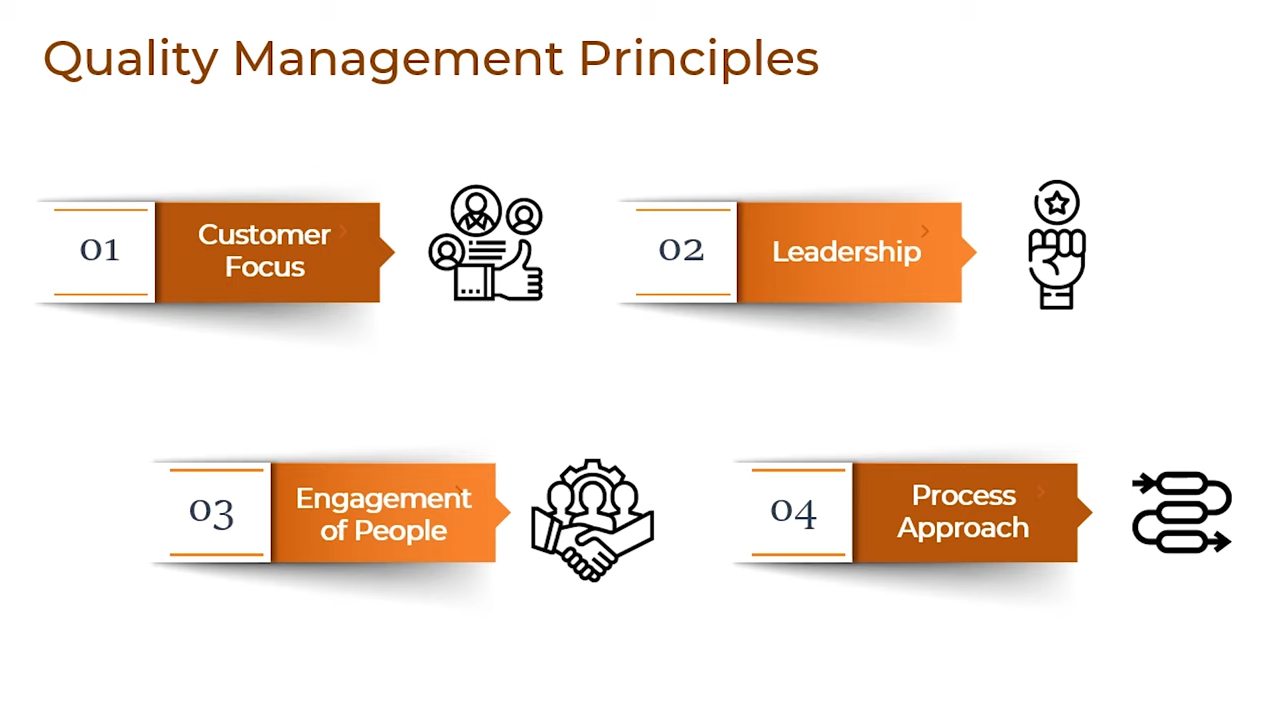 Quality Management Principles
01
Customer
Focus
02
Leadership
03
Engagement
of People
04
Process
Approach